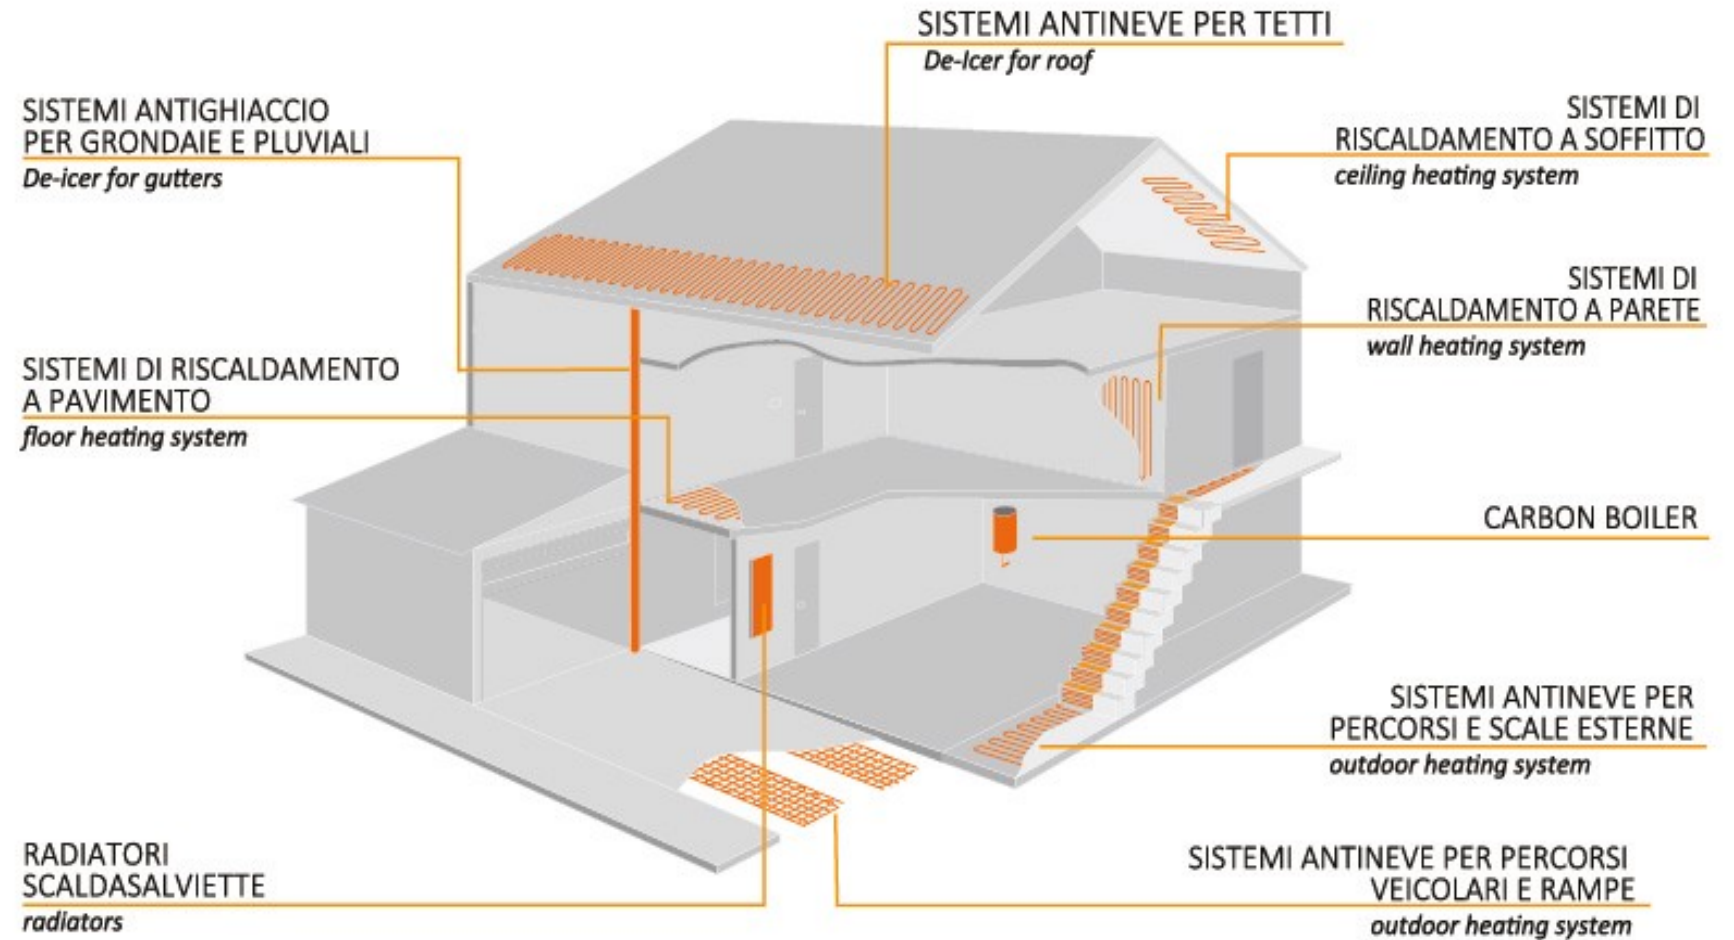 SISTEMI ANTINEVE PER TETTI
De-Icer for roof
SISTEMI ANTIGHIACCIO
PER GRONDAIE E PLUVIALI
De-icer for gutters
SISTEMI DI
RISCALDAMENTO A SOFFITTO
ceiling heating system
SISTEMI DI
RISCALDAMENTO A PARETE
wall heating system
SISTEMI DI RISCALDAMENTO
A PAVIMENTO
floor heating system
CARBON BOILER
SISTEMI ANTINEVE PER
PERCORSI E SCALE ESTERNE
outdoor heating system
RADIATORI
SCALDASALVIETTE
radiators
SISTEMI ANTINEVE PER PERCORSI
VEICOLARI E RAMPE
outdoor heating system